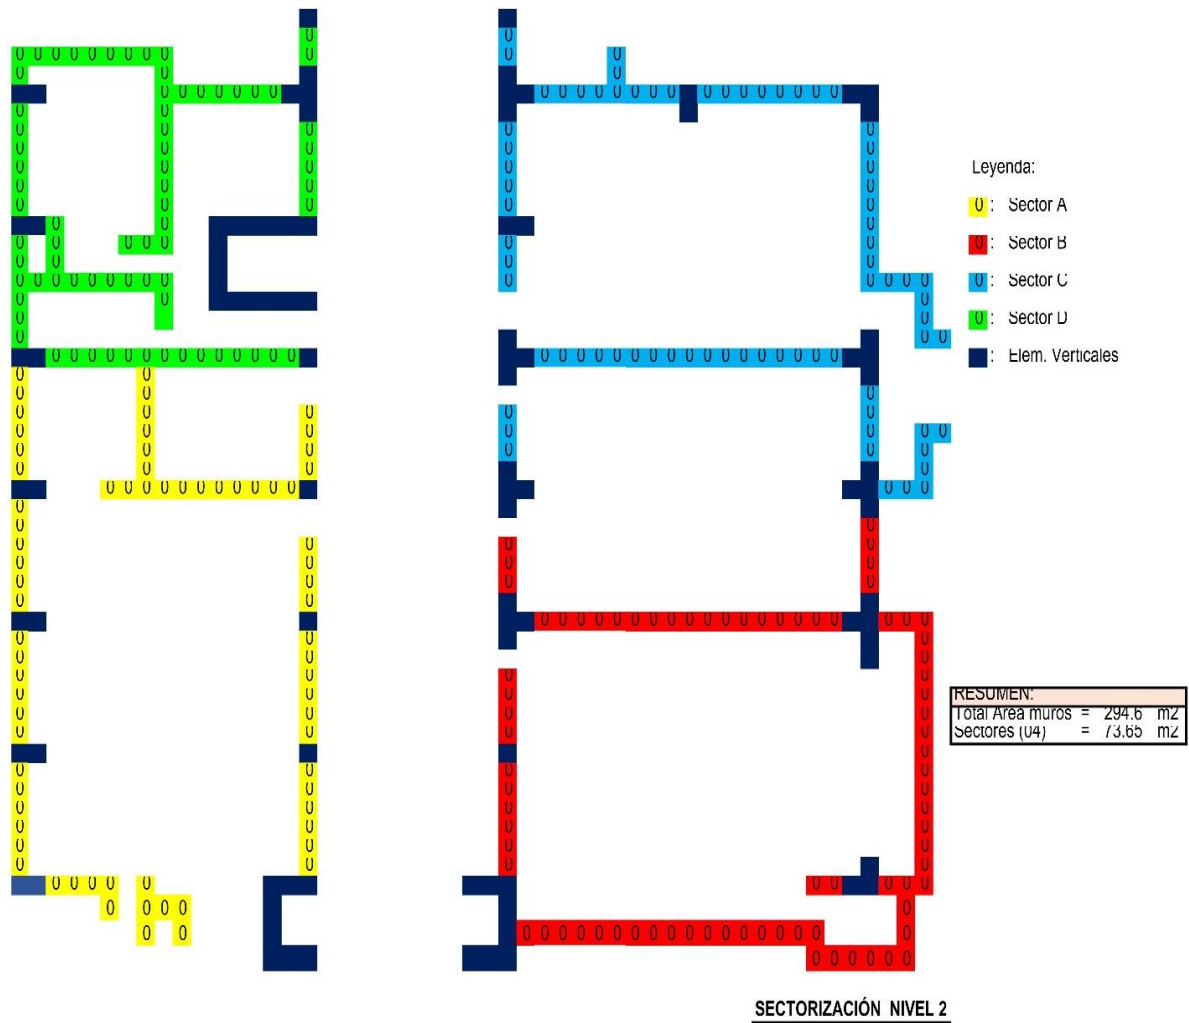 Leyenda:
0 : Sector A
0 : Sector B
0 : Sector C
0 : Sector D
: Elem. Verticales
RESUMEN:
Total Area muros = 294.6 m2
Sectores (04) = 73.65 m2
SECTORIZACIÓN NIVEL 2